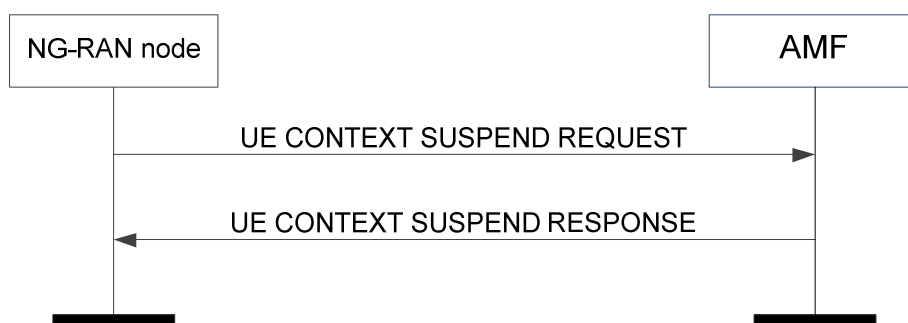 NG-RAN node
AMF
UE CONTEXT SUSPEND REQUEST
UE CONTEXT SUSPEND RESPONSE